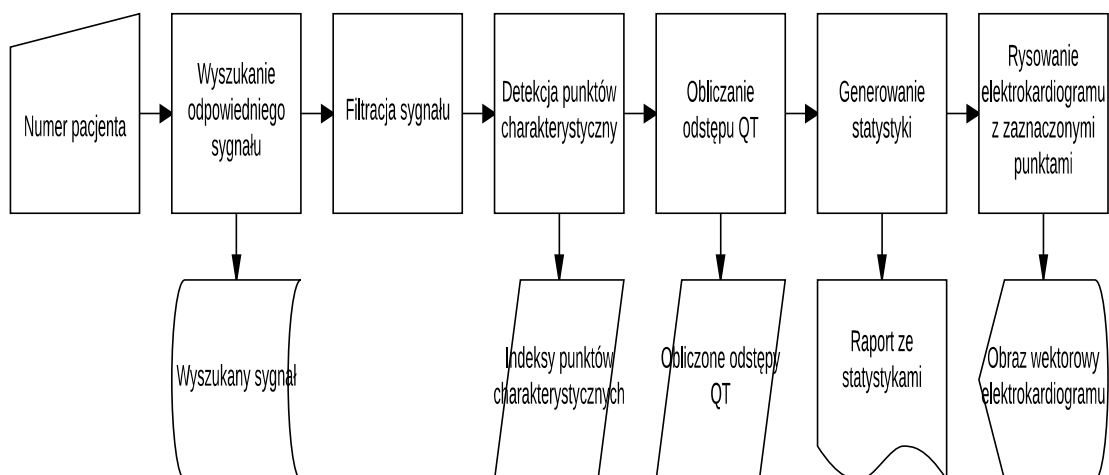 Numer pacjenta
Wyszukanie
odpowiedniego
sygnału
Filtracja sygnału
Detekcja punktów
charakterystyczny
Obliczanie
odstępu QT
Generowanie
statystyki
Rysowanie
elektrokardiogramu
z zaznaczonymi
punktami
Wyszukany sygnał
Indeksy punktów
charakterystycznych
Obliczone odstępy
QT
Raport ze
statystykami
Obraz wektorowy
elektrokardiogramu